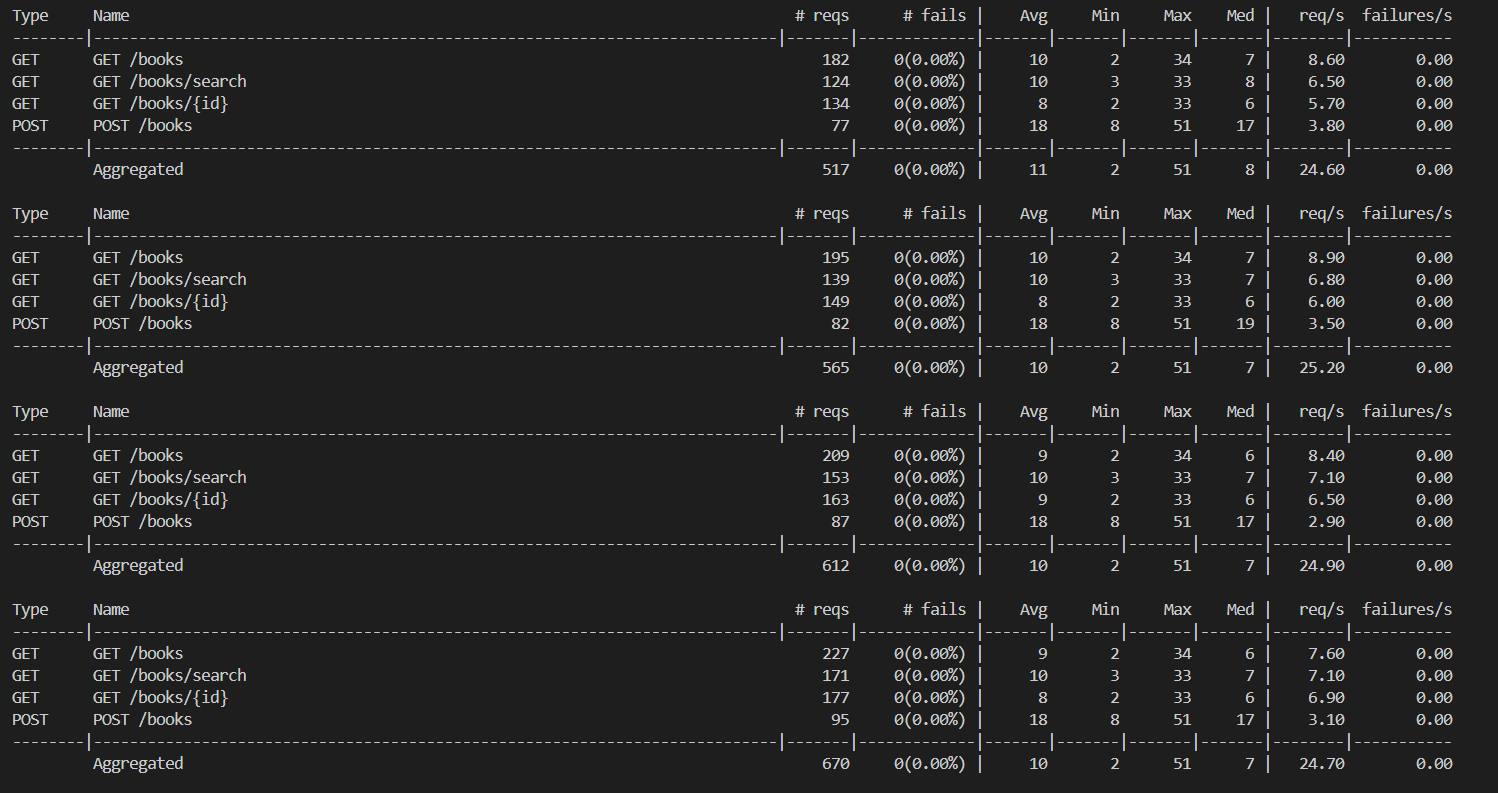 Type     Name                                                                          # reqs      # fails |    Avg     Min     Max    Med |   req/s  failures/s
--------|----------------------------------------------------------------------------|-------|-------------|-------|-------|-------|-------|--------|-----------
GET      GET /books                                                                       182     0(0.00%) |     10       2      34      7 |    8.60        0.00
GET      GET /books/search                                                                124     0(0.00%) |     10       3      33      8 |    6.50        0.00
GET      GET /books/{id}                                                                  134     0(0.00%) |      8       2      33      6 |    5.70        0.00
POST     POST /books                                                                       77     0(0.00%) |     18       8      51     17 |    3.80        0.00
--------|----------------------------------------------------------------------------|-------|-------------|-------|-------|-------|-------|--------|-----------
         Aggregated                                                                       517     0(0.00%) |     11       2      51      8 |   24.60        0.00

Type     Name                                                                          # reqs      # fails |    Avg     Min     Max    Med |   req/s  failures/s
--------|----------------------------------------------------------------------------|-------|-------------|-------|-------|-------|-------|--------|-----------
GET      GET /books                                                                       195     0(0.00%) |     10       2      34      7 |    8.90        0.00
GET      GET /books/search                                                                139     0(0.00%) |     10       3      33      7 |    6.80        0.00
GET      GET /books/{id}                                                                  149     0(0.00%) |      8       2      33      6 |    6.00        0.00
POST     POST /books                                                                       82     0(0.00%) |     18       8      51     19 |    3.50        0.00
--------|----------------------------------------------------------------------------|-------|-------------|-------|-------|-------|-------|--------|-----------
         Aggregated                                                                       565     0(0.00%) |     10       2      51      7 |   25.20        0.00

Type     Name                                                                          # reqs      # fails |    Avg     Min     Max    Med |   req/s  failures/s
--------|----------------------------------------------------------------------------|-------|-------------|-------|-------|-------|-------|--------|-----------
GET      GET /books                                                                       209     0(0.00%) |      9       2      34      6 |    8.40        0.00
GET      GET /books/search                                                                153     0(0.00%) |     10       3      33      7 |    7.10        0.00
GET      GET /books/{id}                                                                  163     0(0.00%) |      9       2      33      6 |    6.50        0.00
POST     POST /books                                                                       87     0(0.00%) |     18       8      51     17 |    2.90        0.00
--------|----------------------------------------------------------------------------|-------|-------------|-------|-------|-------|-------|--------|-----------
         Aggregated                                                                       612     0(0.00%) |     10       2      51      7 |   24.90        0.00

Type     Name                                                                          # reqs      # fails |    Avg     Min     Max    Med |   req/s  failures/s
--------|----------------------------------------------------------------------------|-------|-------------|-------|-------|-------|-------|--------|-----------
GET      GET /books                                                                       227     0(0.00%) |      9       2      34      6 |    7.60        0.00
GET      GET /books/search                                                                171     0(0.00%) |     10       3      33      7 |    7.10        0.00
GET      GET /books/{id}                                                                  177     0(0.00%) |      8       2      33      6 |    6.90        0.00
POST     POST /books                                                                       95     0(0.00%) |     18       8      51     17 |    3.10        0.00
--------|----------------------------------------------------------------------------|-------|-------------|-------|-------|-------|-------|--------|-----------
         Aggregated                                                                       670     0(0.00%) |     10       2      51      7 |   24.70        0.00